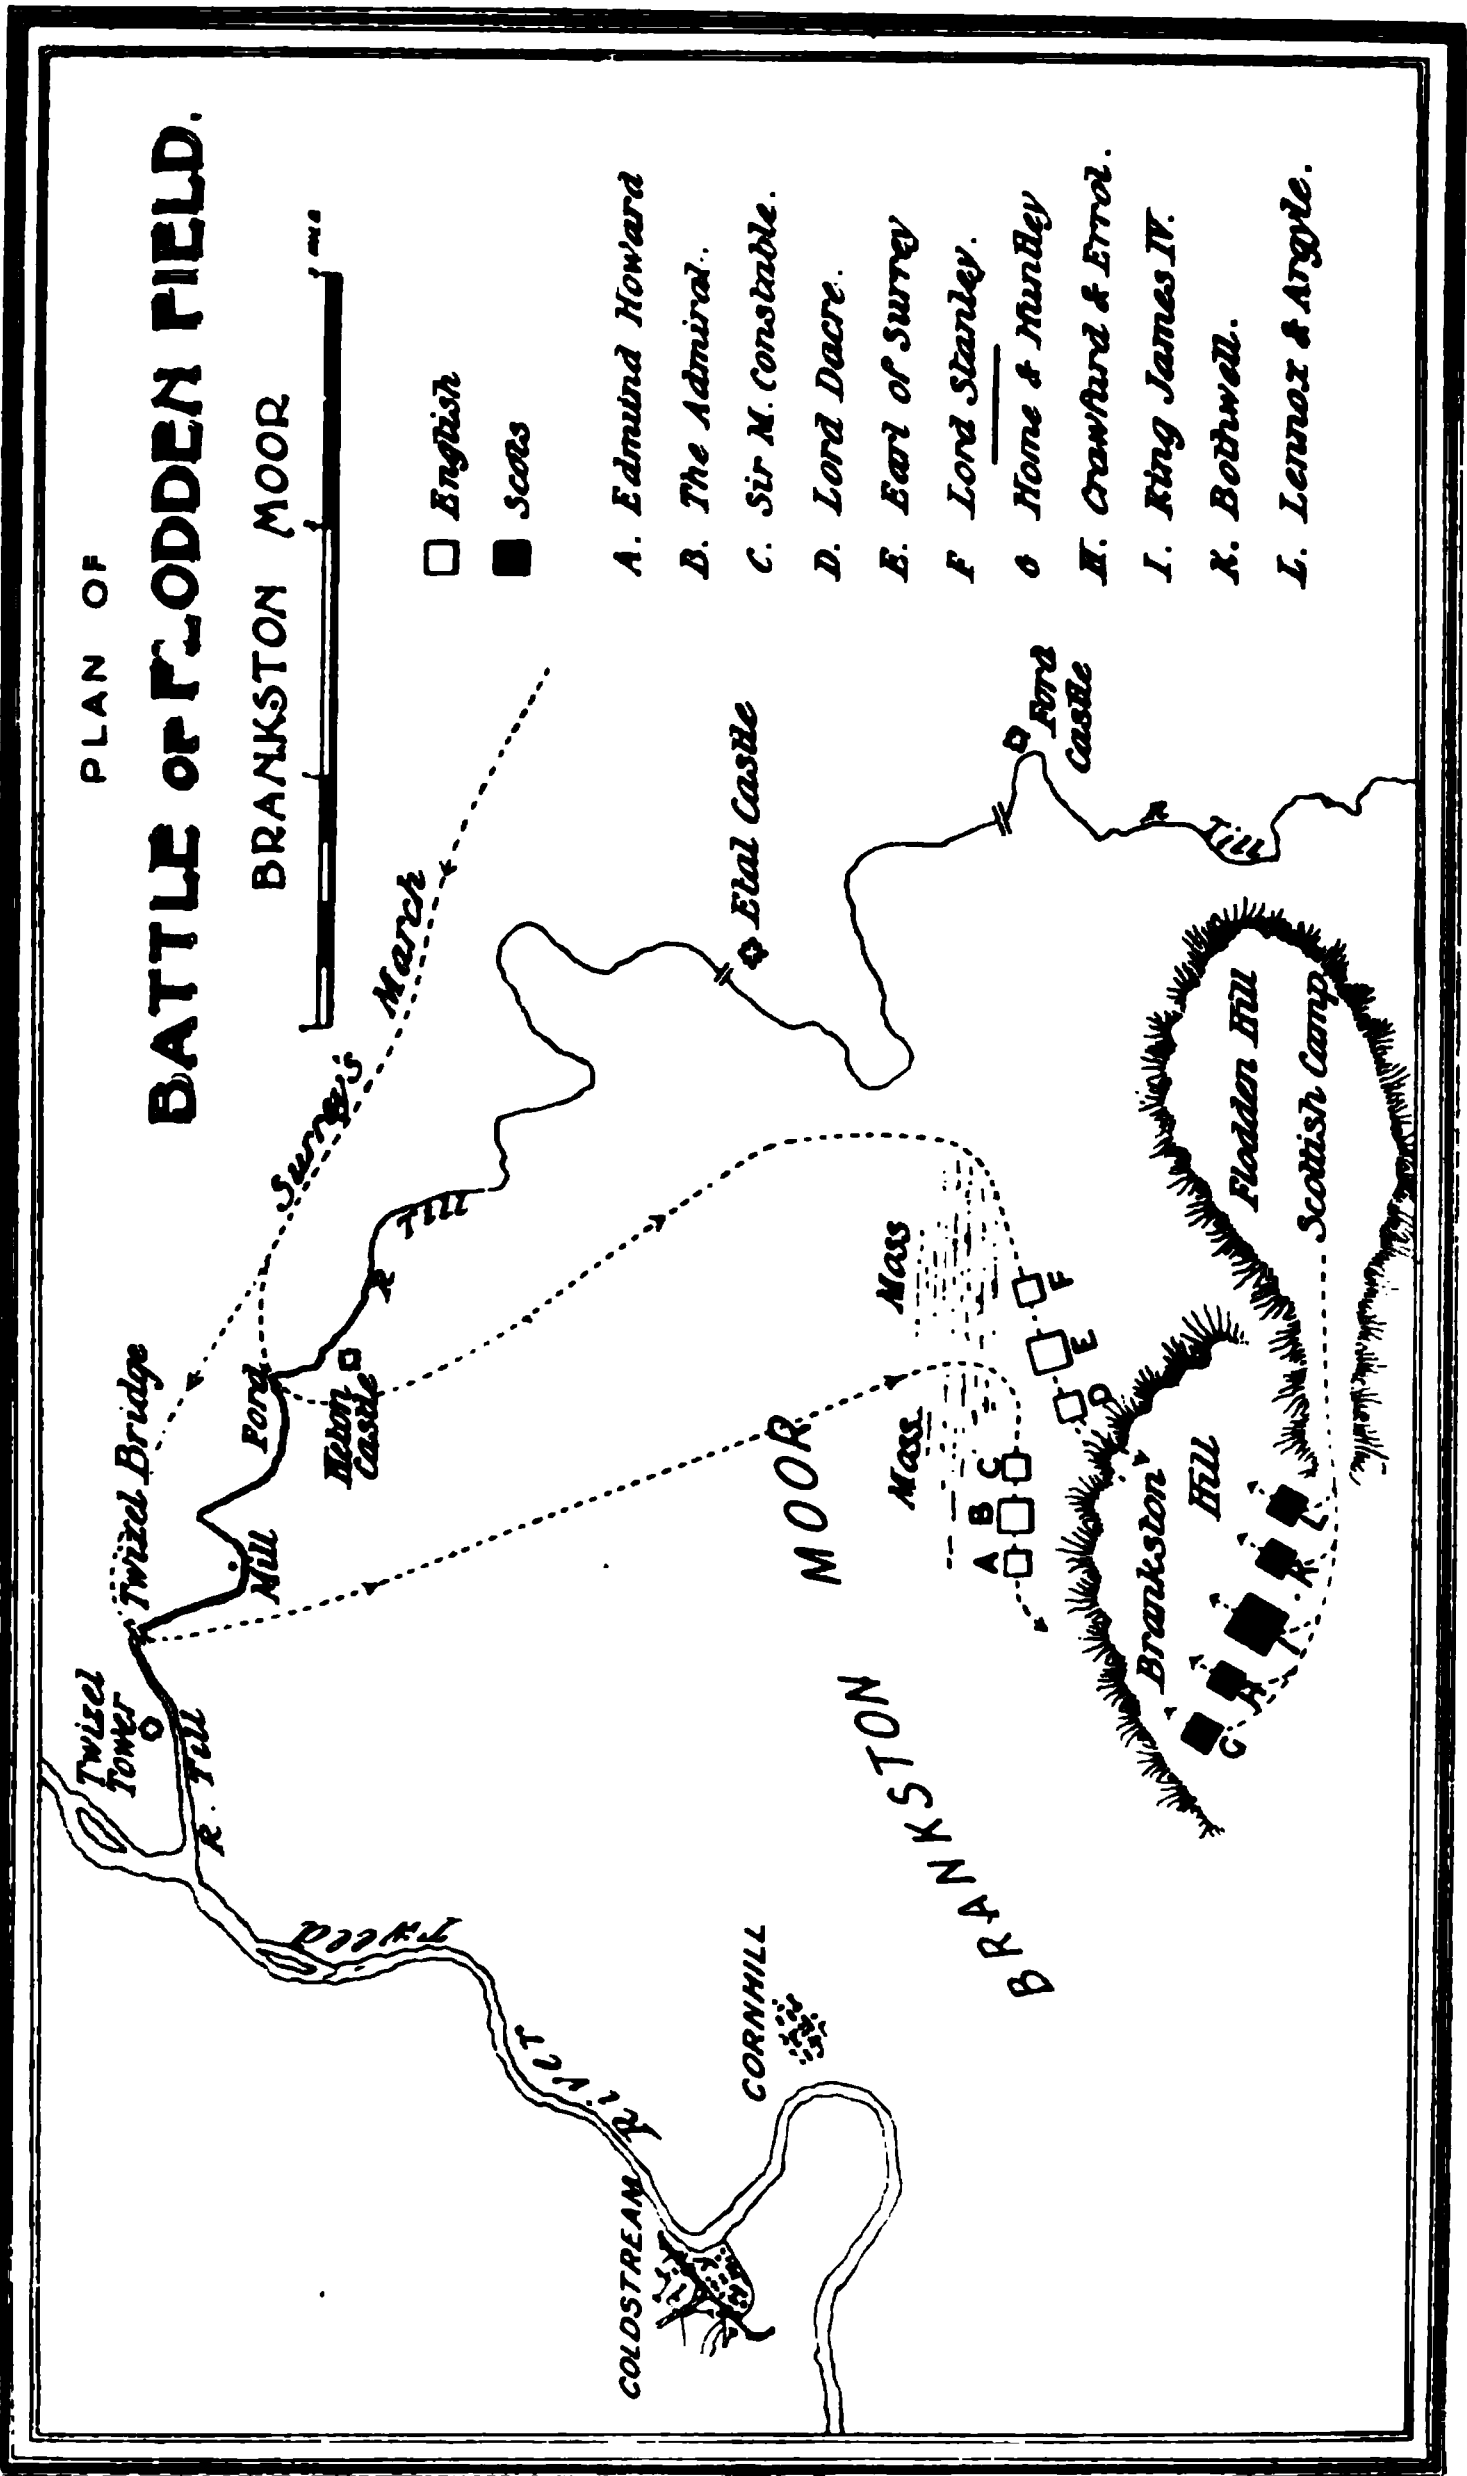 PLAN OF
BATTLE OF FLODDEN FIELD.
BRANKSTON MOOR
English
Scots
A. Edmund Howard
B. The Admiral.
C. Sir M. Constable.
D. Lord Dacre.
E. Earl of Surrey
F Lord Stanley.
G Home & Huntley
H. Crawfurd & Errol.
I. King James IV.
K. Bothwell.
L. Lennox & Argyle.
Surrey's March
Twizel Bridge
Twizel
Tower
R. Till
Mill
Ford
Heton
Castle
R Till
Etal Castle
Ford
Castle
R Till
River Tweed
COLDSTREAM
CORNHILL
BRANKSTON MOOR
Mass
Mass
A
B
C
D
E
F
Brankston
Hill
Flodden Hill
Scottish Camp
G
H
I
K
L